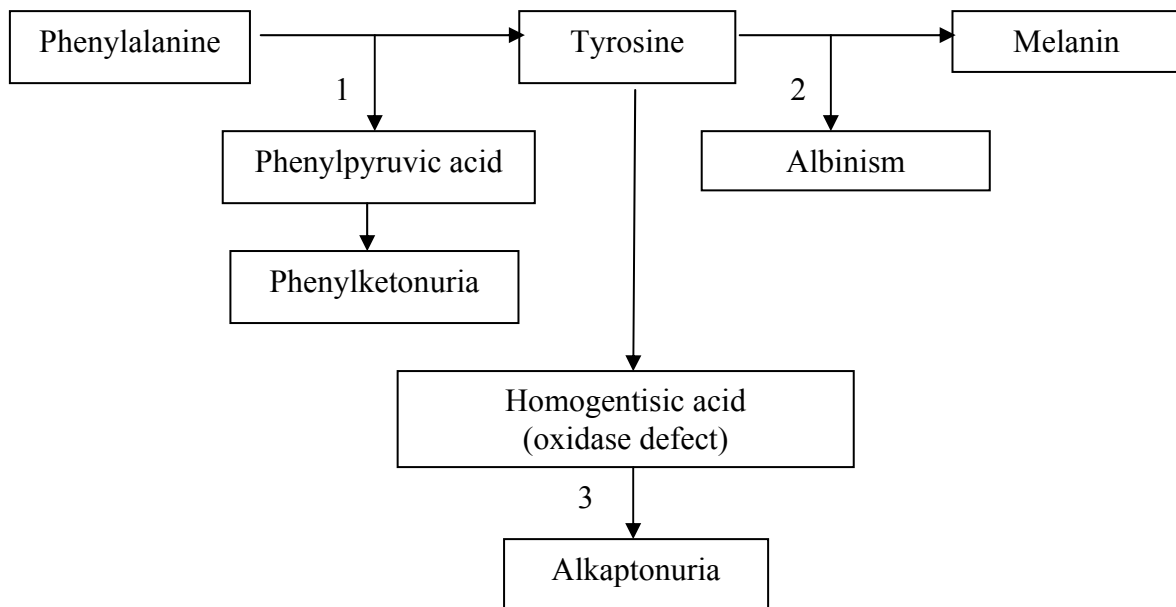 Phenylalanine
Tyrosine
Melanin
1
2
Phenylpyruvic acid
Albinism
Phenylketonuria
Homogentisic acid
(oxidase defect)
3
Alkaptonuria